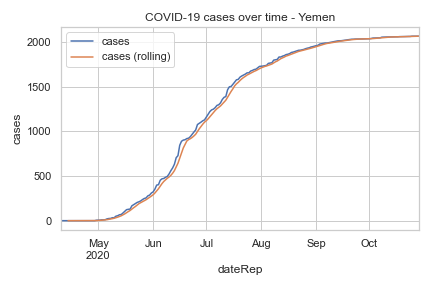 COVID-19 cases over time - Yemen
cases
cases (rolling)
2000
1500
1000
500
0
cases
May
2020
Jun
Jul
Aug
Sep
Oct
dateRep